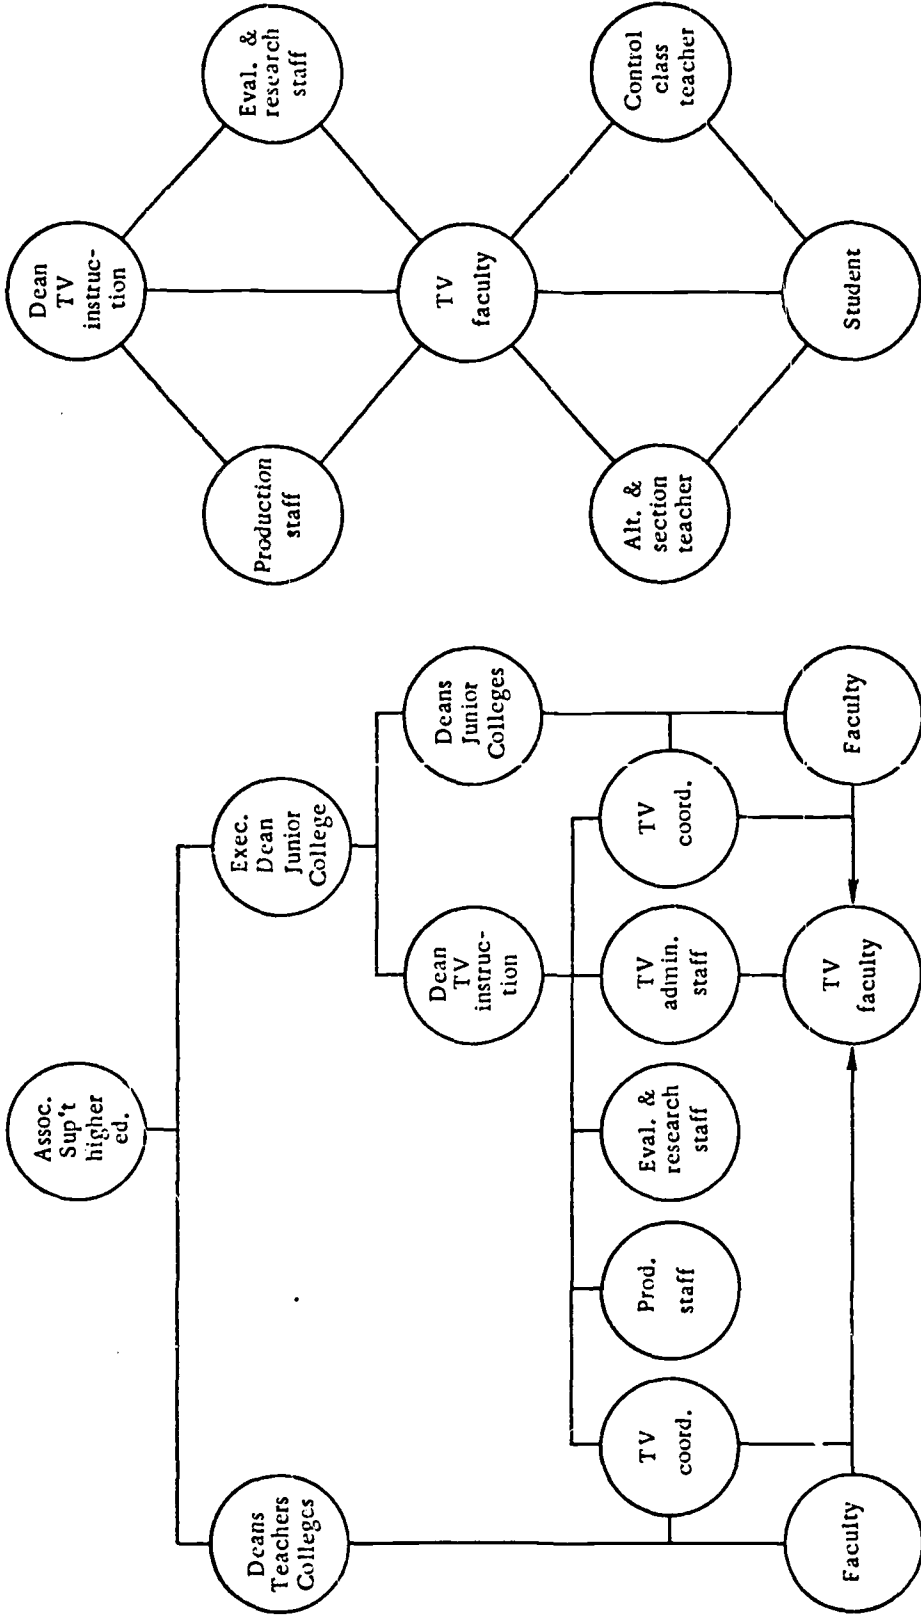 Assoc.
Sup't
higher
ed.
Deans
Teachers
Colleges
Exec.
Dean
Junior
College
Dean
TV
instruc-
tion
Deans
Junior
Colleges
TV
coord.
Prod.
staff
Eval. &
research
staff
TV
admin.
staff
TV
coord.
Faculty
TV
faculty
Faculty
Dean
TV
instruc-
tion
Production
staff
Eval. &
research
staff
TV
faculty
Alt. &
section
teacher
Control
class
teacher
Student